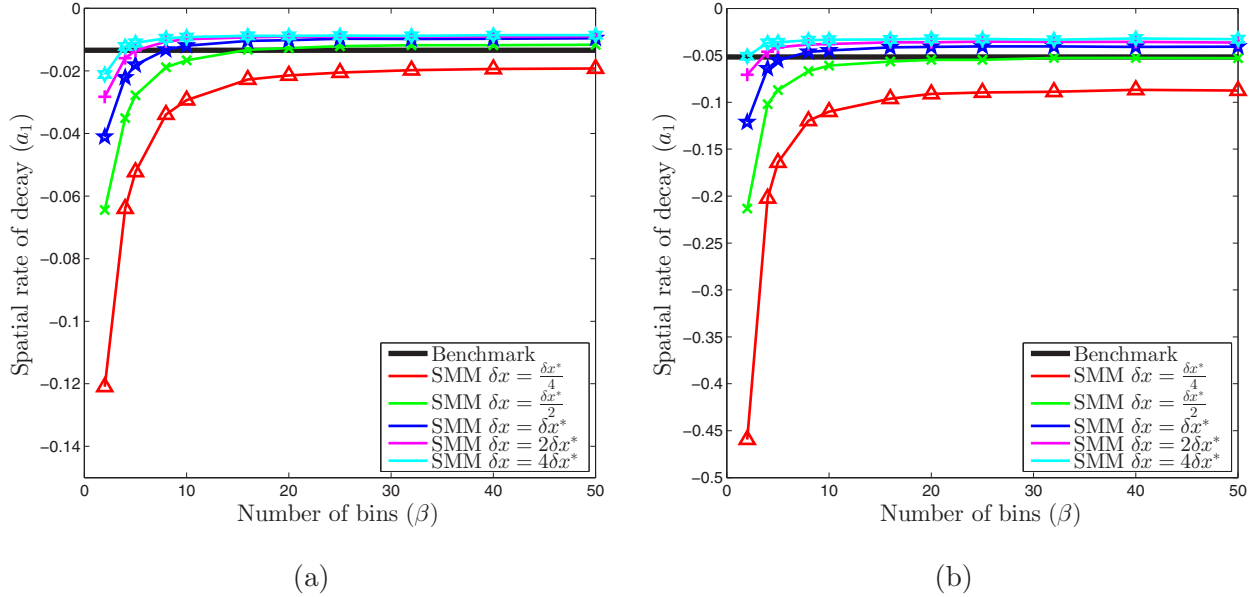 0
−0.02
−0.04
−0.06
−0.08
−0.1
−0.12
−0.14
0 10 20 30 40 50
Spatial rate of decay (a₁)
Number of bins (β)
Benchmark
SMM δx = δx*/4
SMM δx = δx*/2
SMM δx = δx*
SMM δx = 2δx*
SMM δx = 4δx*
(a)
0
−0.05
−0.1
−0.15
−0.2
−0.25
−0.3
−0.35
−0.4
−0.45
−0.5
0 10 20 30 40 50
Spatial rate of decay (a₁)
Number of bins (β)
Benchmark
SMM δx = δx*/4
SMM δx = δx*/2
SMM δx = δx*
SMM δx = 2δx*
SMM δx = 4δx*
(b)